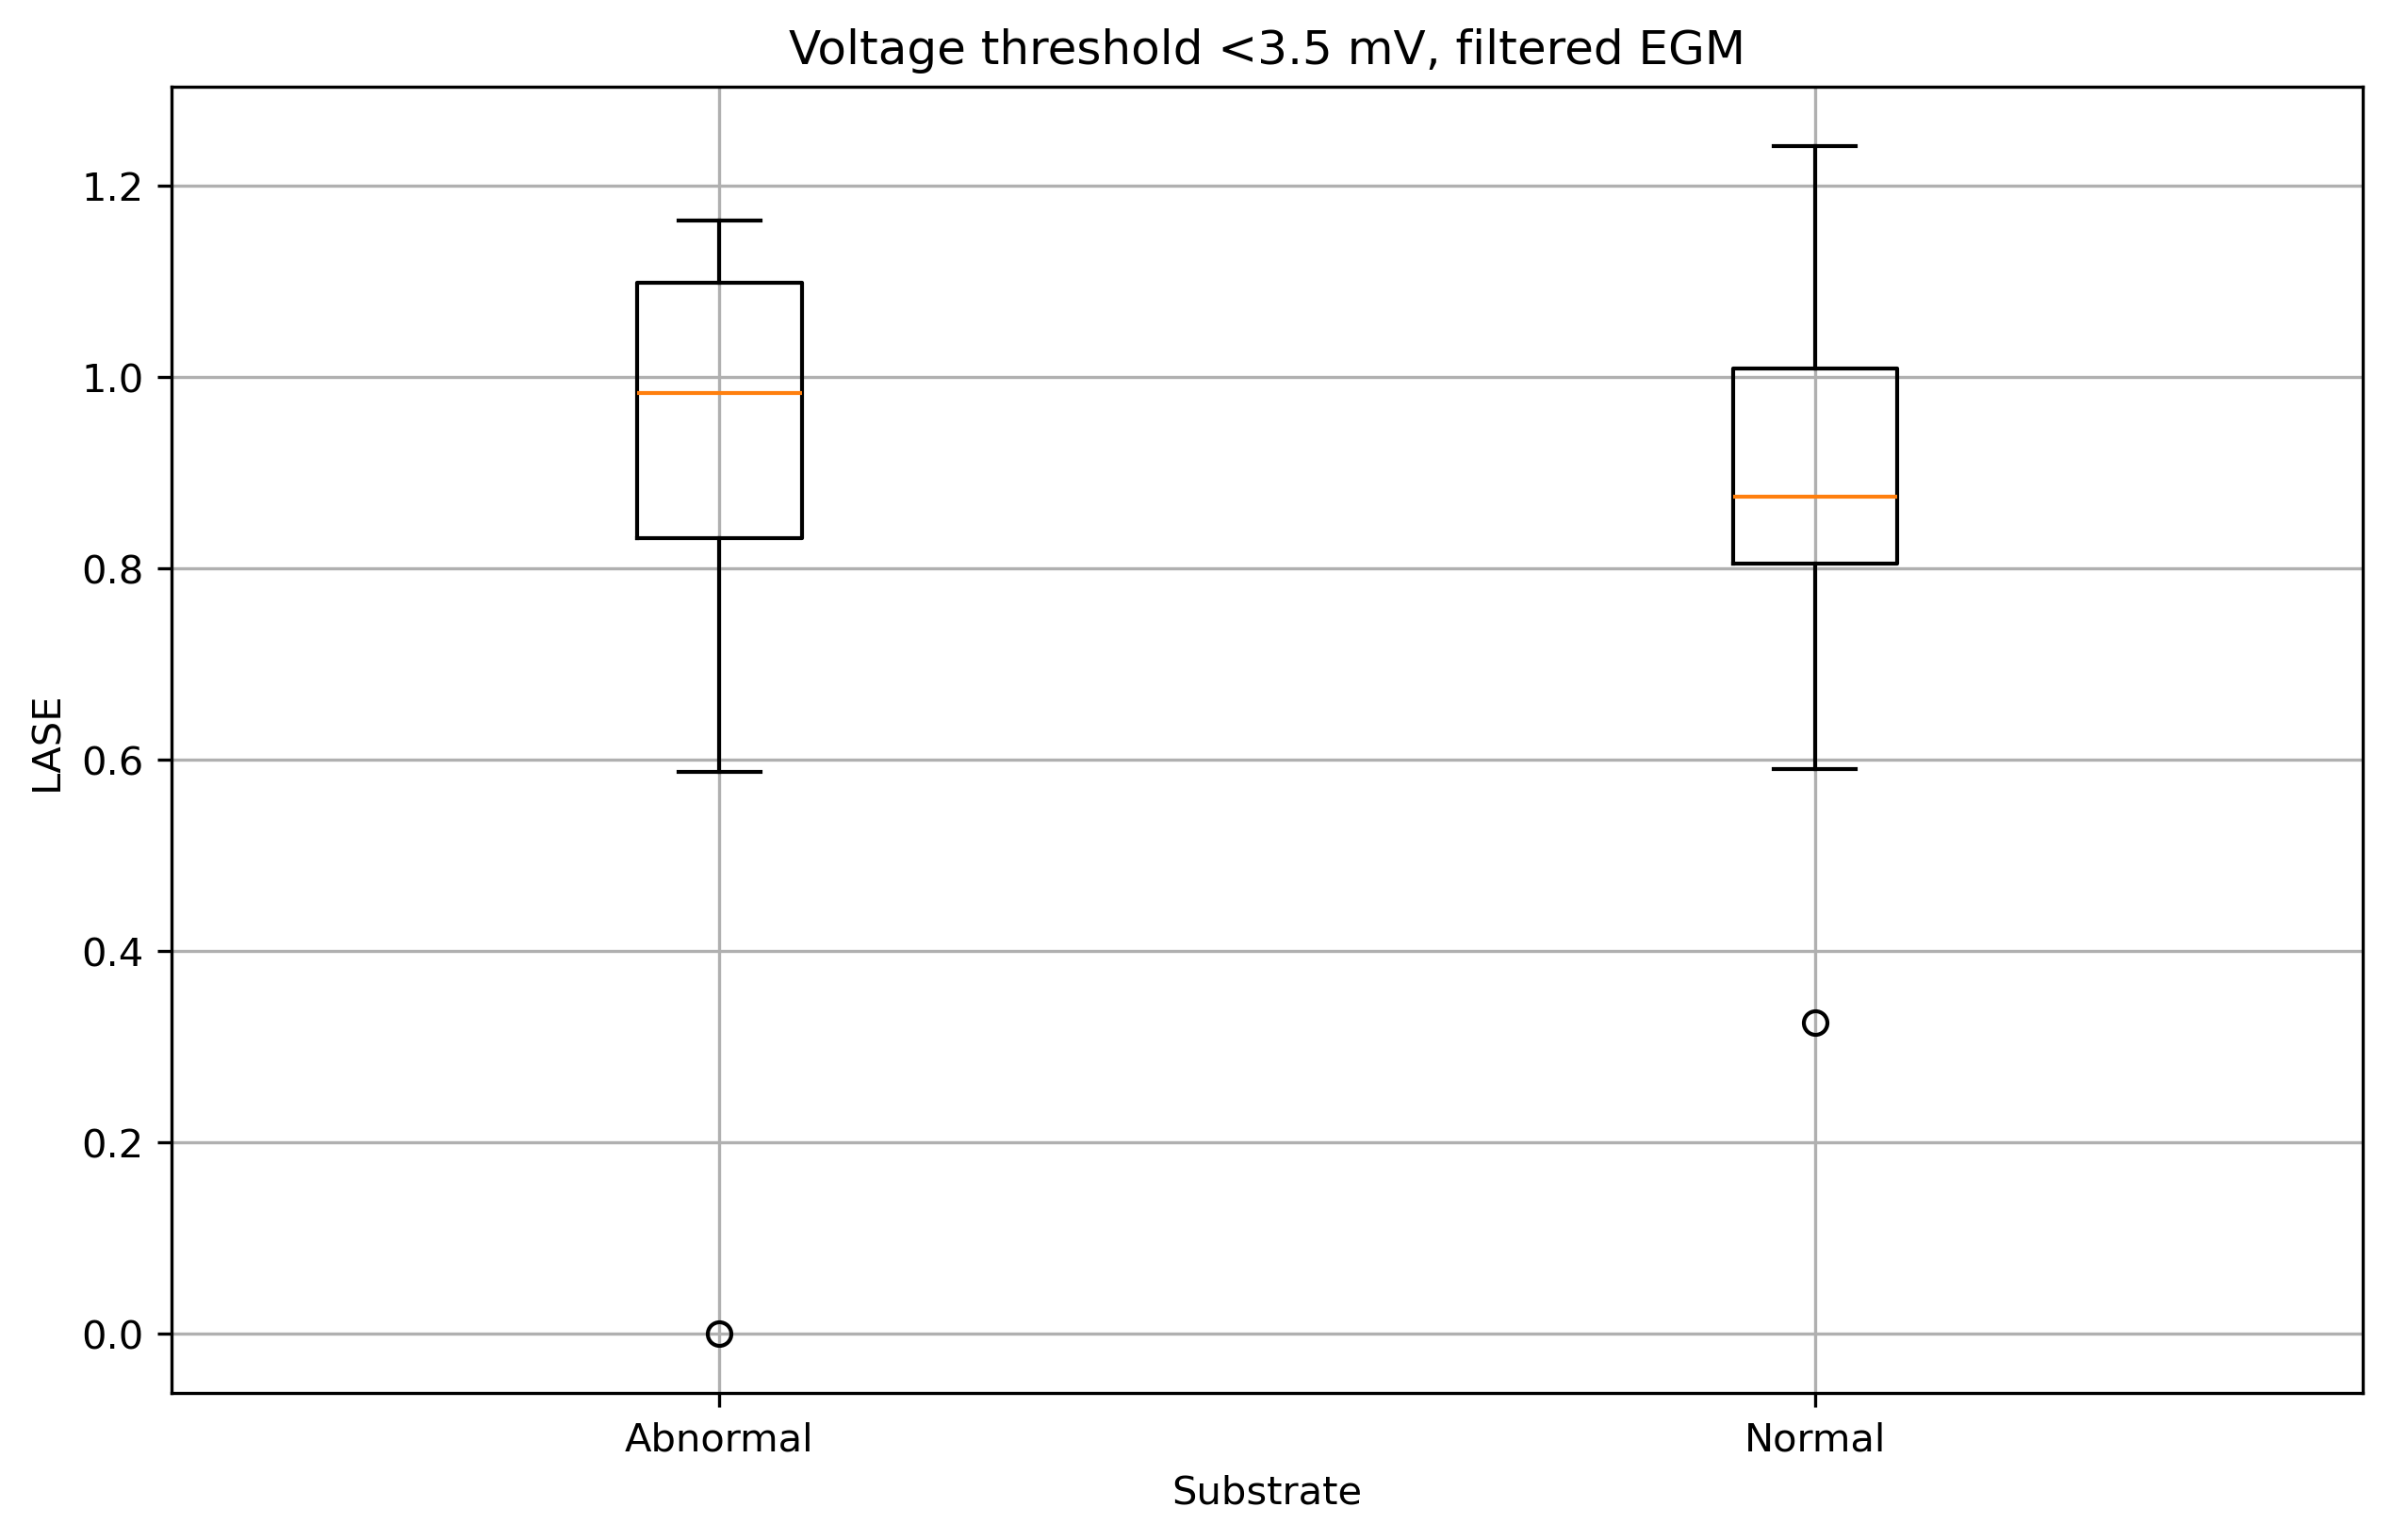 Voltage threshold <3.5 mV, filtered EGM
1.2
1.0
0.8
0.6
0.4
0.2
0.0
LASE
Abnormal
Normal
Substrate